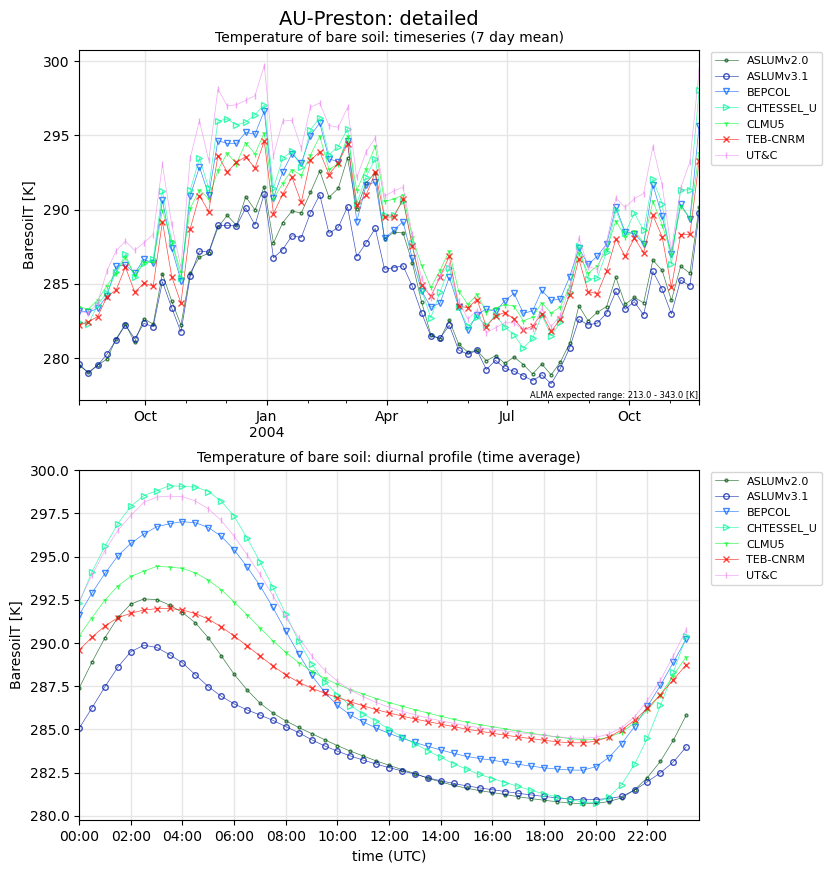 AU-Preston: detailed
Temperature of bare soil: timeseries (7 day mean)
BaresoilT [K]
300
295
290
285
280
Oct
Jan
2004
Apr
Jul
Oct
ALMA expected range: 213.0 - 343.0 [K]
ASLUMv2.0
ASLUMv3.1
BEPCOL
CHTESSEL_U
CLMU5
TEB-CNRM
UT&C
Temperature of bare soil: diurnal profile (time average)
BaresoilT [K]
300.0
297.5
295.0
292.5
290.0
287.5
285.0
282.5
280.0
00:00
02:00
04:00
06:00
08:00
10:00
12:00
14:00
16:00
18:00
20:00
22:00
time (UTC)
ASLUMv2.0
ASLUMv3.1
BEPCOL
CHTESSEL_U
CLMU5
TEB-CNRM
UT&C